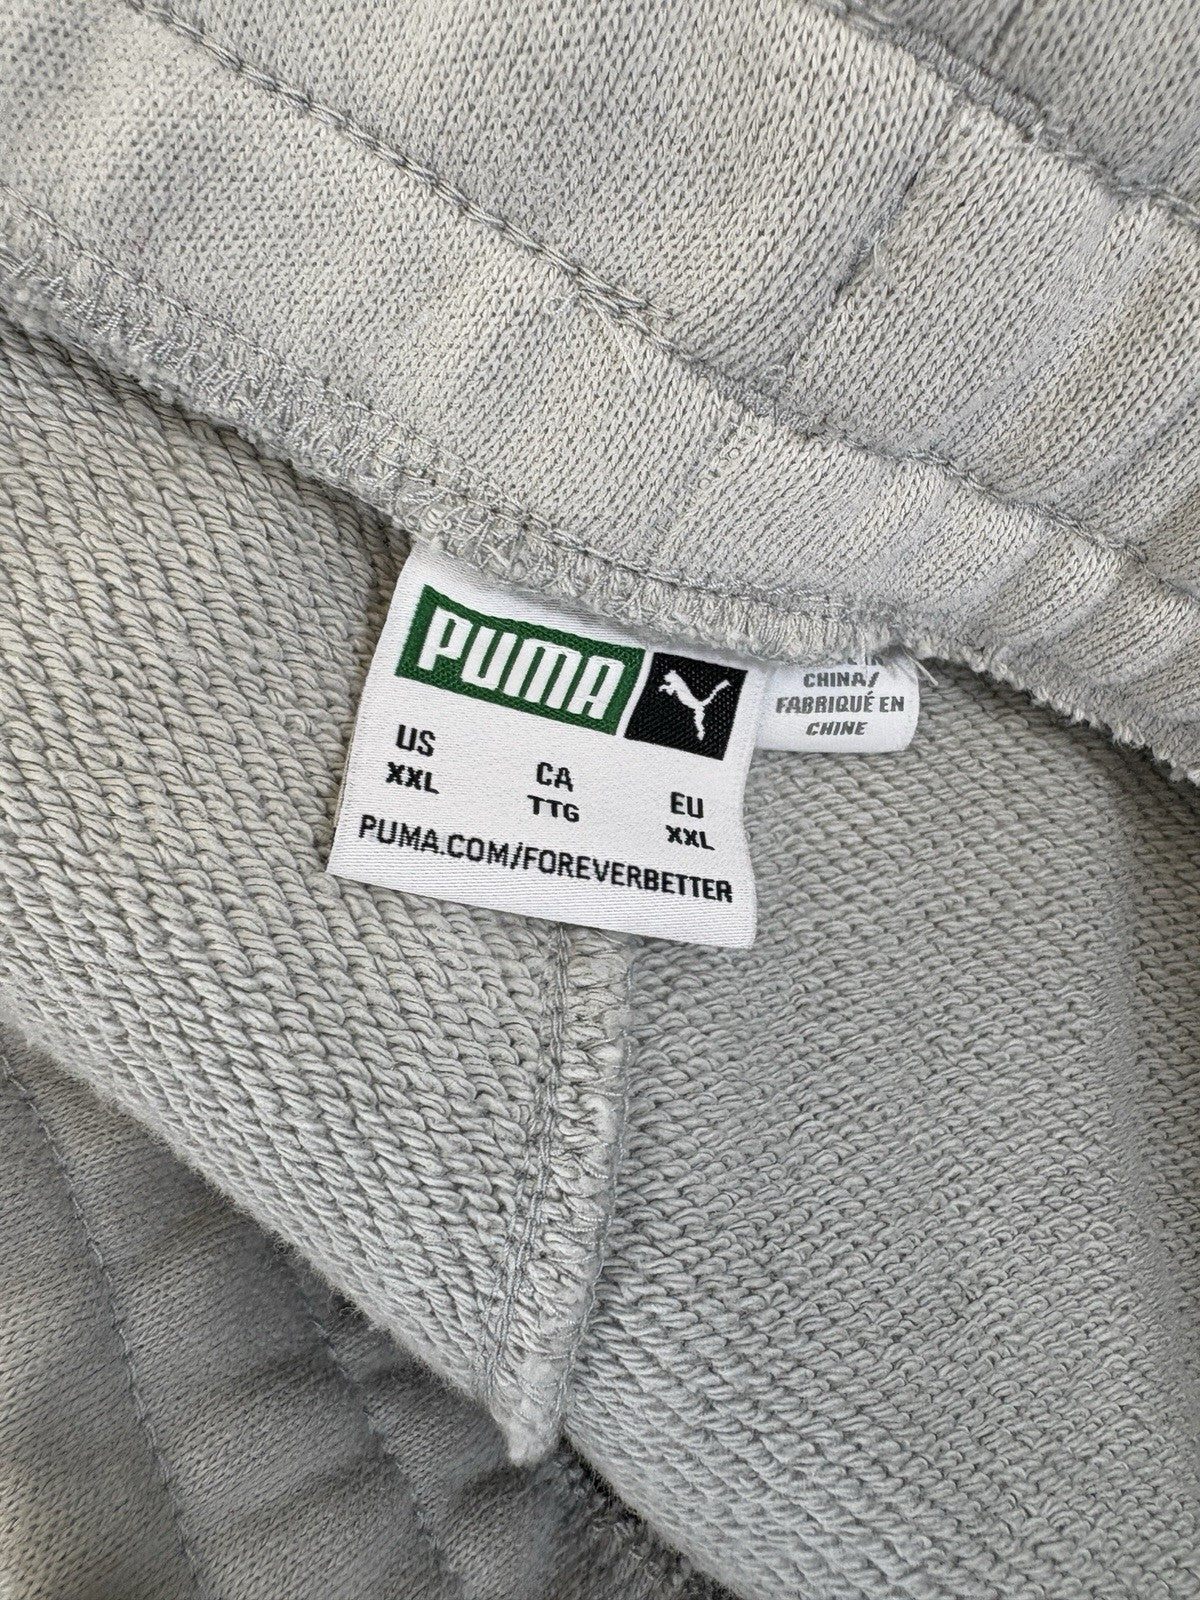 PUMA
US CA EU
XXL TTG XXL
PUMA.COM/FOREVERBETTER
CHINA/
FABRIQUÉ EN
CHINE